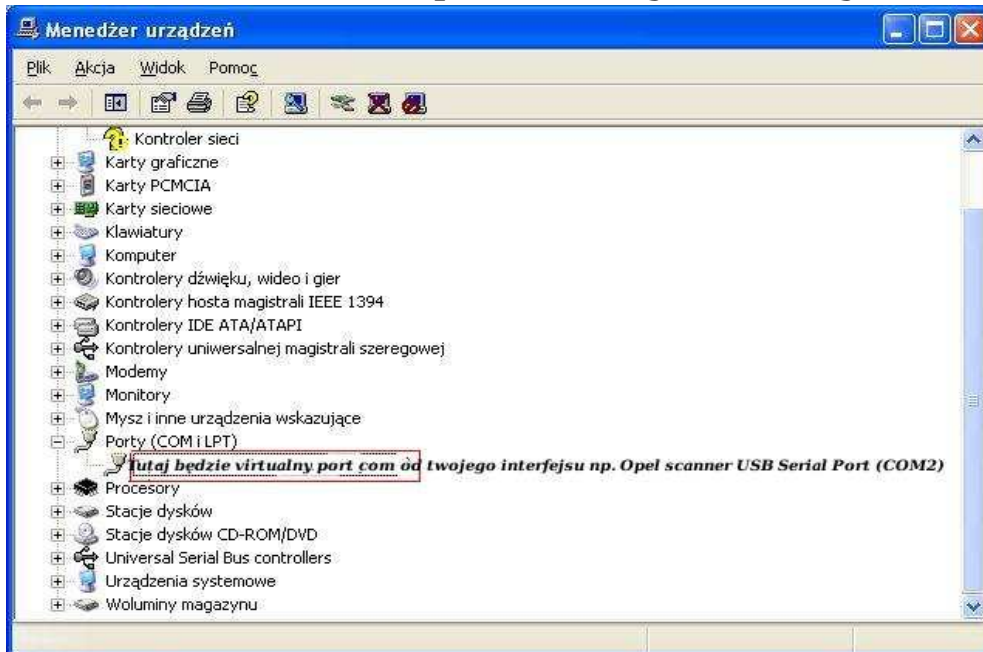 Menedżer urządzeń
Plik Akcja Widok Pomoc
Kontroler sieci
Karty graficzne
Karty PCMCIA
Karty sieciowe
Klawiatury
Komputer
Kontrolery dźwięku, wideo i gier
Kontrolery hosta magistrali IEEE 1394
Kontrolery IDE ATA/ATAPI
Kontrolery uniwersalnej magistrali szeregowej
Modemy
Monitory
Mysz i inne urządzenia wskazujące
Porty (COM i LPT)
Tutaj będzie virtualny port com od twojego interfejsu np. Opel scanner USB Serial Port (COM2)
Procesory
Stacje dysków
Stacje dysków CD-ROM/DVD
Universal Serial Bus controllers
Urządzenia systemowe
Woluminy magazynu